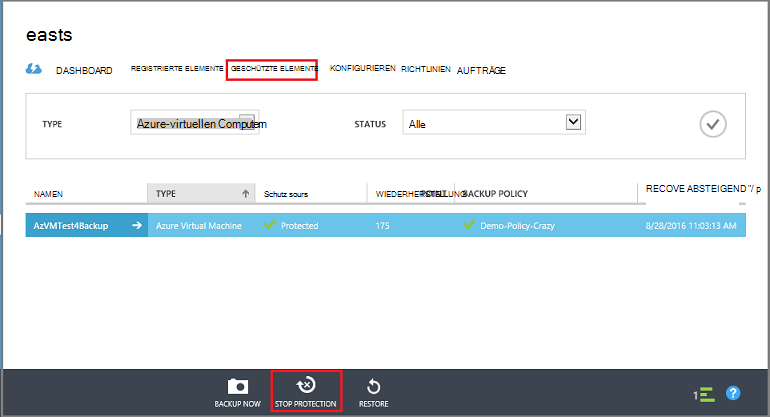 easts
DASHBOARD REGISTRIERTE ELEMENTE GESCHÜTZTE ELEMENTE KONFIGURIEREN RICHTLINIEN AUFTRÄGE
TYPE Azure-virtuellen Computern STATUS Alle
NAMEN TYPE Schutz sours BACKUP POLICY RECOVE ABSTEIGEND"/ p
AzVMTest4Backup Azure Virtual Machine Protected 175 Demo-Policy-Crazy 8/28/2016 11:03:13 AM
BACKUP NOW STOP PROTECTION RESTORE 1 ?